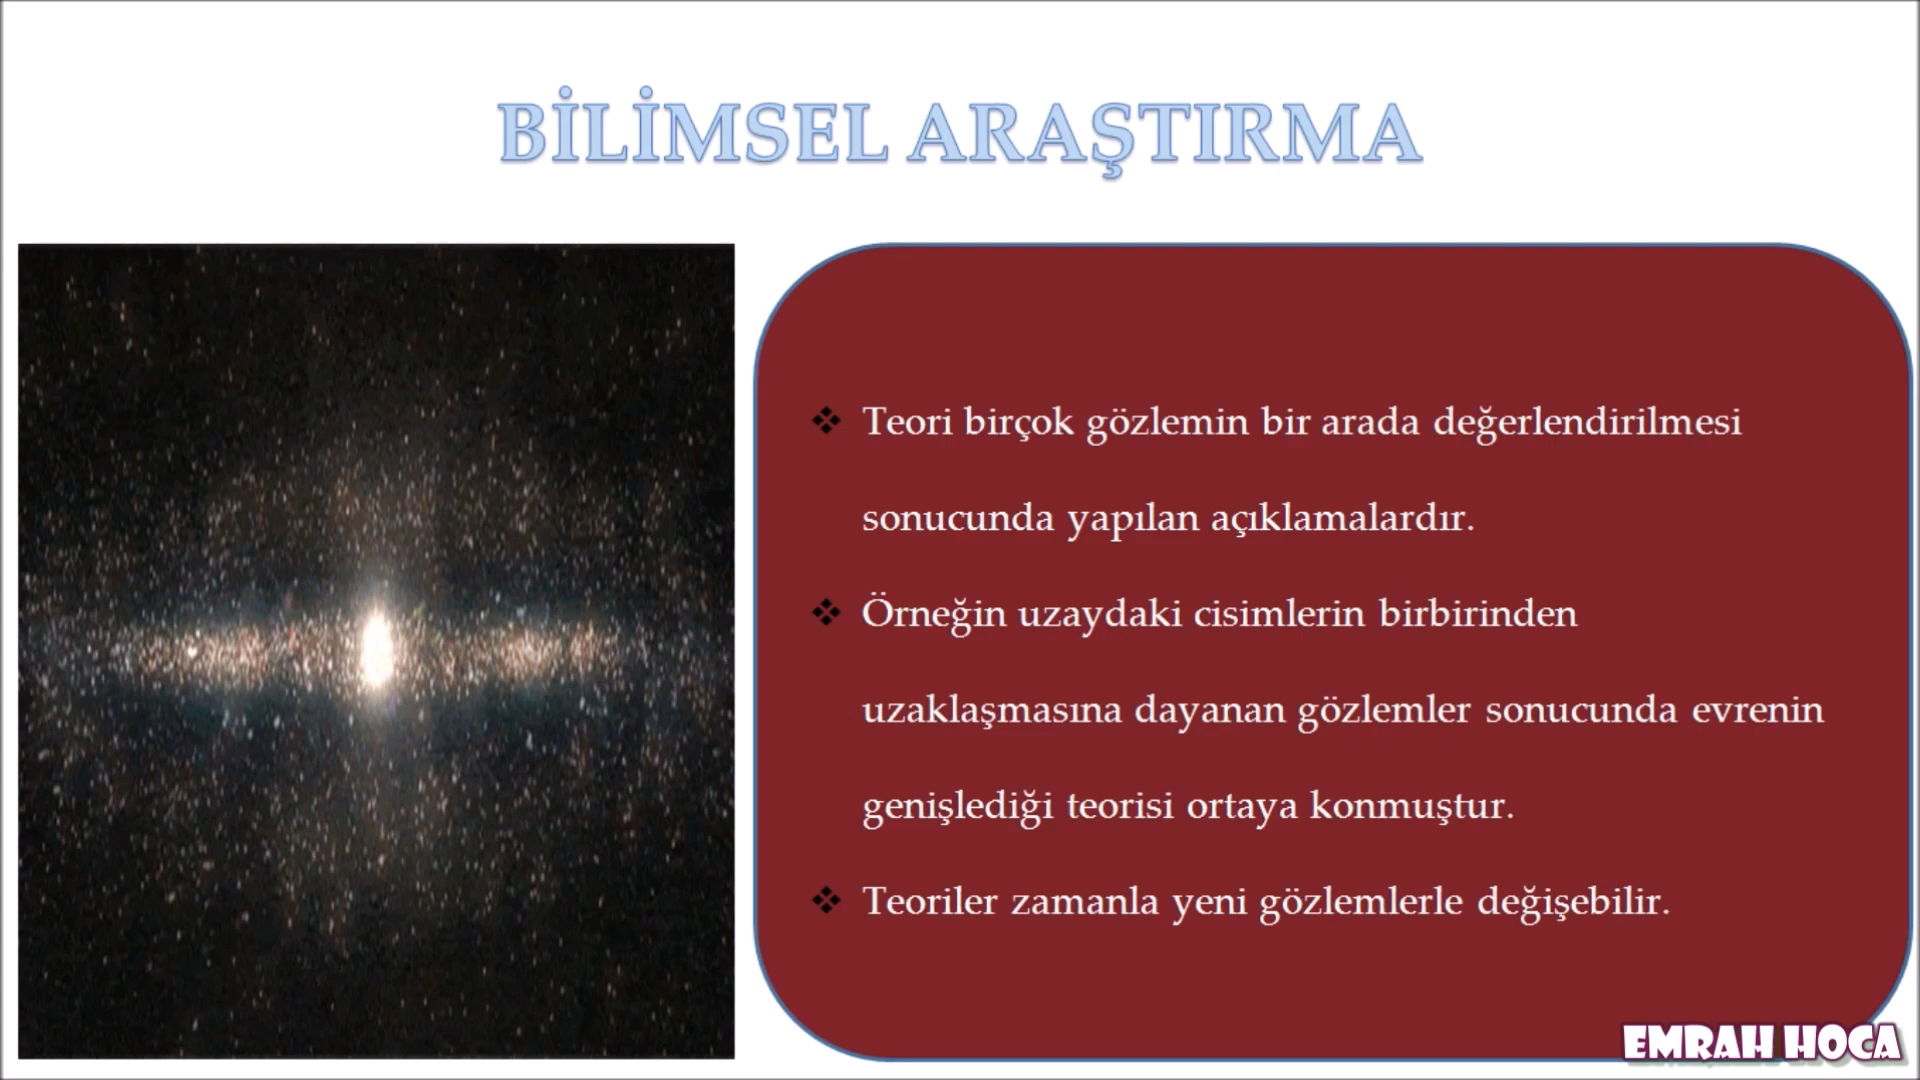 BİLİMSEL ARAŞTIRMA
❖ Teori birçok gözlemin bir arada değerlendirilmesi
sonucunda yapılan açıklamalardır.
❖ Örneğin uzaydaki cisimlerin birbirinden
uzaklaşmasına dayanan gözlemler sonucunda evrenin
genişlediği teorisi ortaya konmuştur.
❖ Teoriler zamanla yeni gözlemlerle değişebilir.
EMRAH HOCA